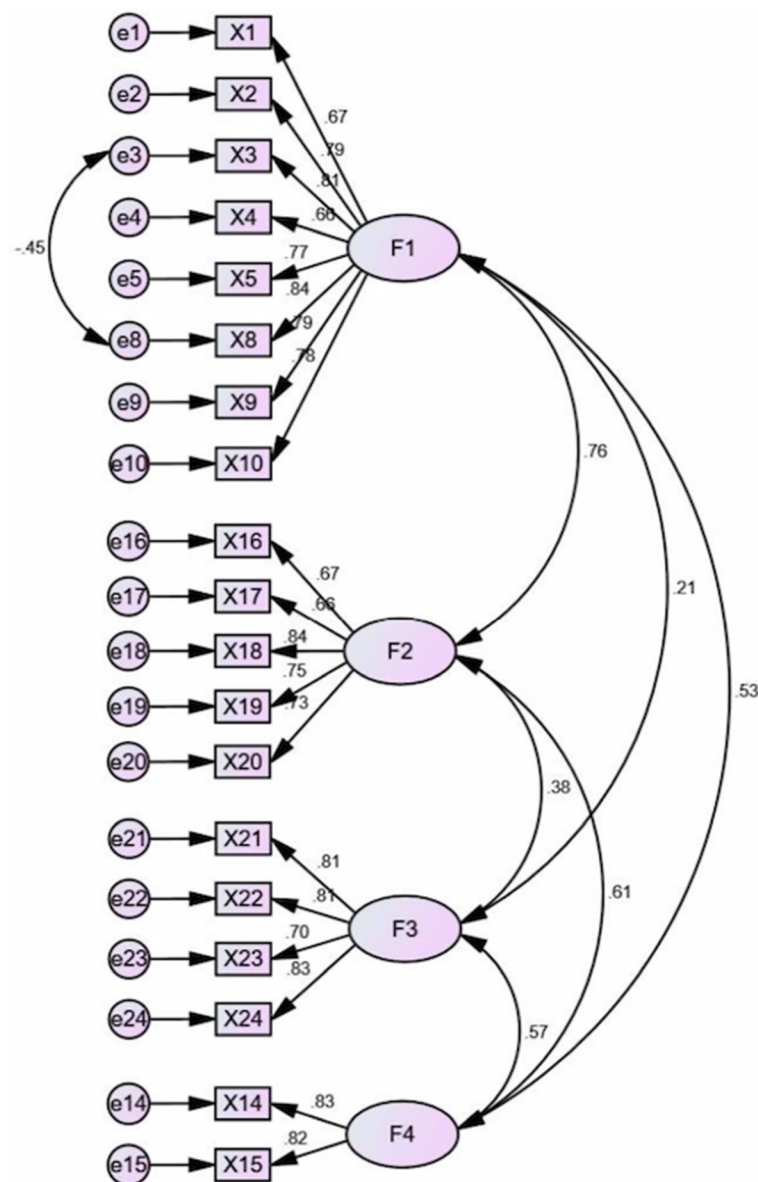 e1 X1
e2 X2
.67
.79
e3 X3
.81
e4 X4
.66
F1
-.45
.77
e5 X5
.84
.79
e8 X8
.78
e9 X9
.76
e10 X10
e16 X16
.67
.21
e17 X17
.66
.84
e18 X18 F2
.75
.53
e19 X19
.73
e20 X20
.38
e21 X21
.81
.61
e22 X22
.81
F3
.70
e23 X23
.83
e24 X24
.57
e14 X14
.83
F4
.82
e15 X15